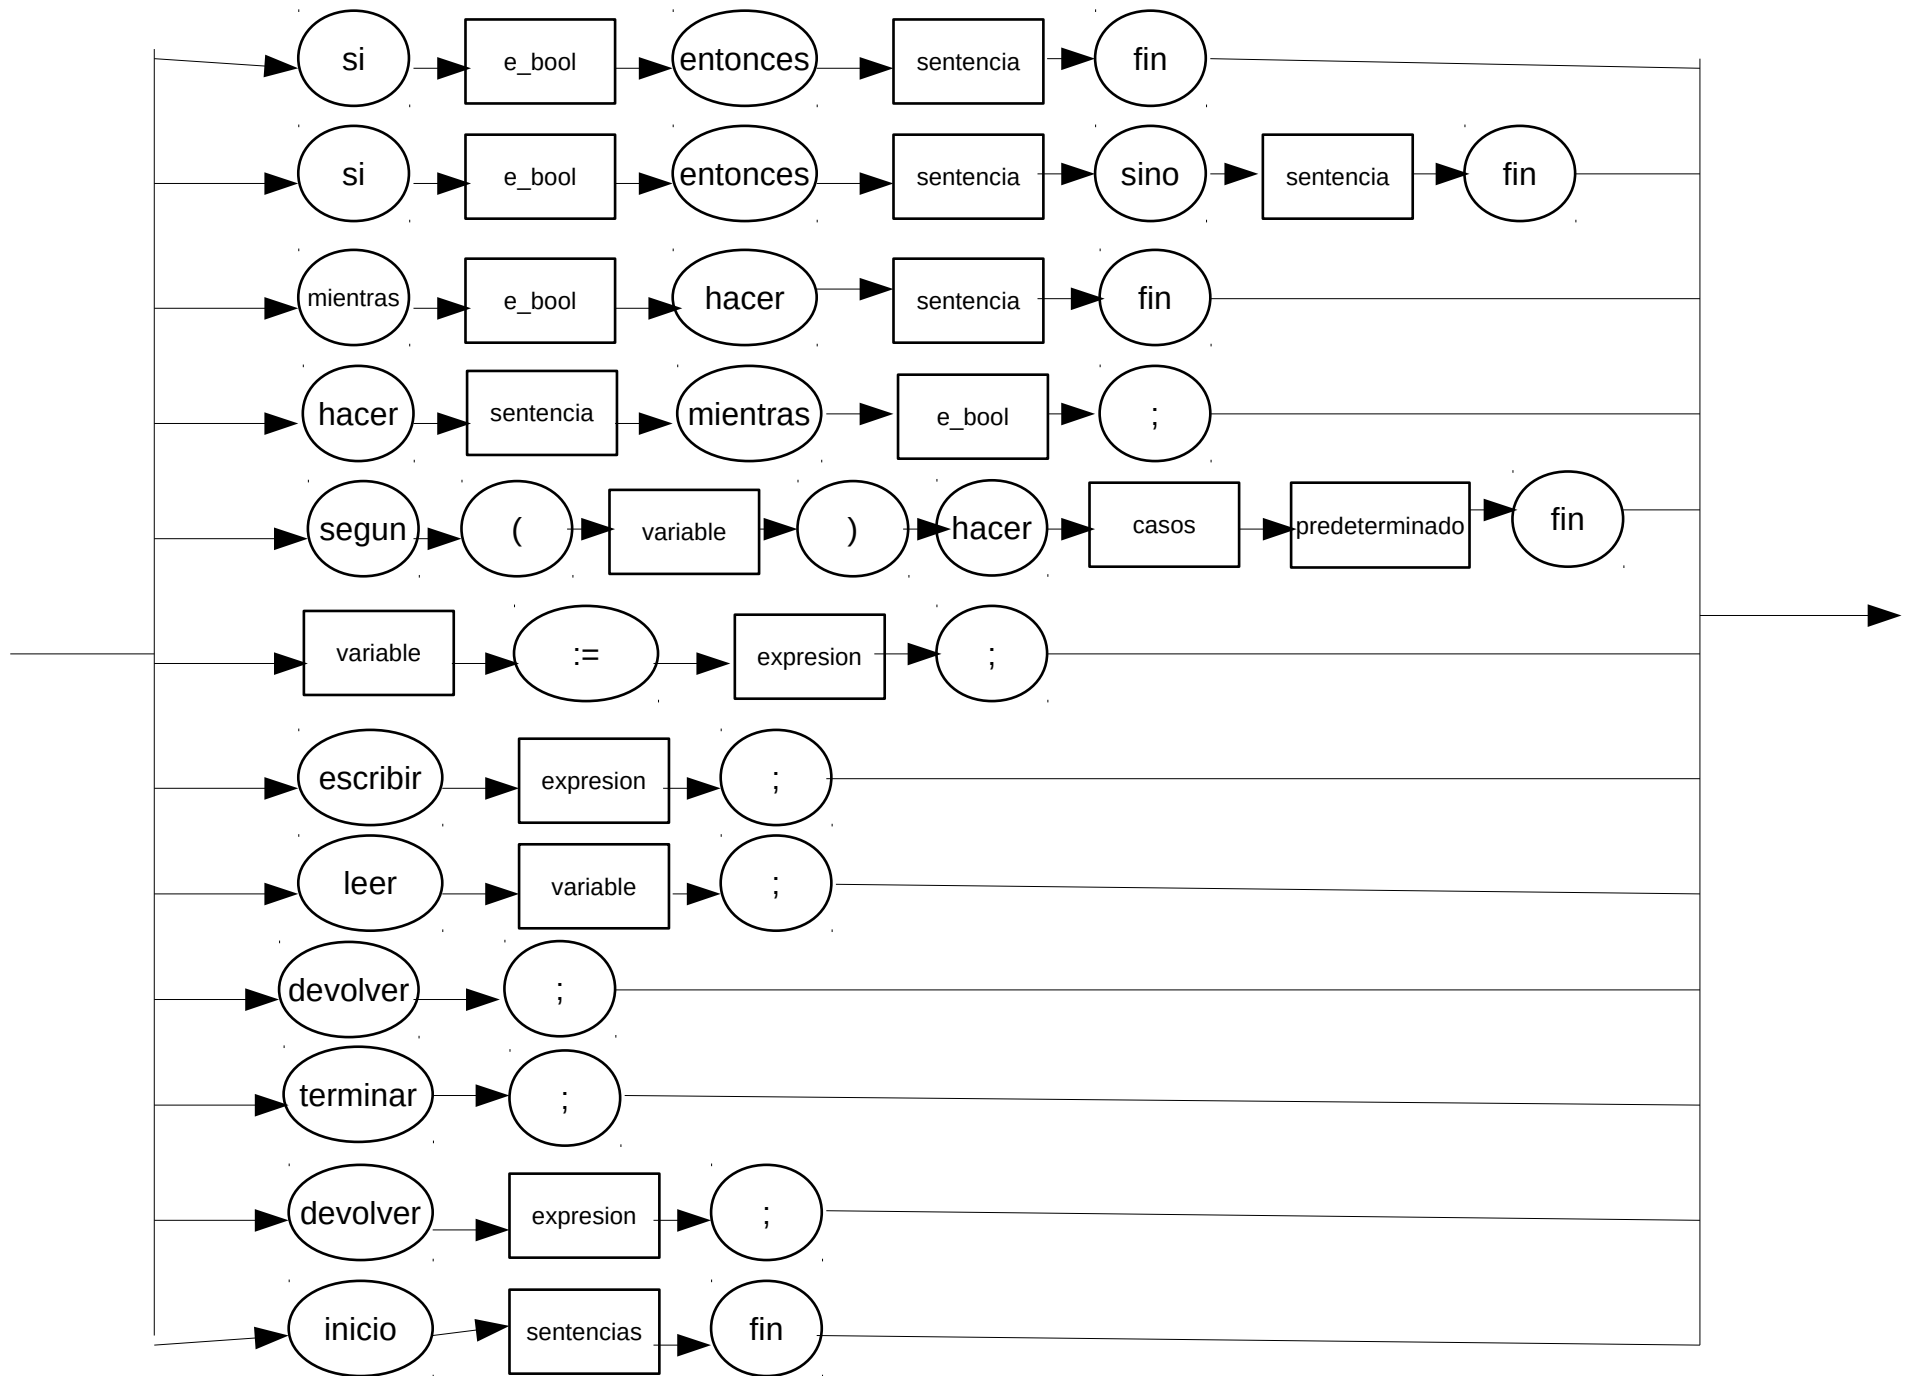 si e_bool entonces sentencia fin
si e_bool entonces sentencia sino sentencia fin
mientras e_bool hacer sentencia fin
hacer sentencia mientras e_bool ;
segun ( variable ) hacer casos predeterminado fin
variable := expresion ;
escribir expresion ;
leer variable ;
devolver ;
terminar ;
devolver expresion ;
inicio sentencias fin